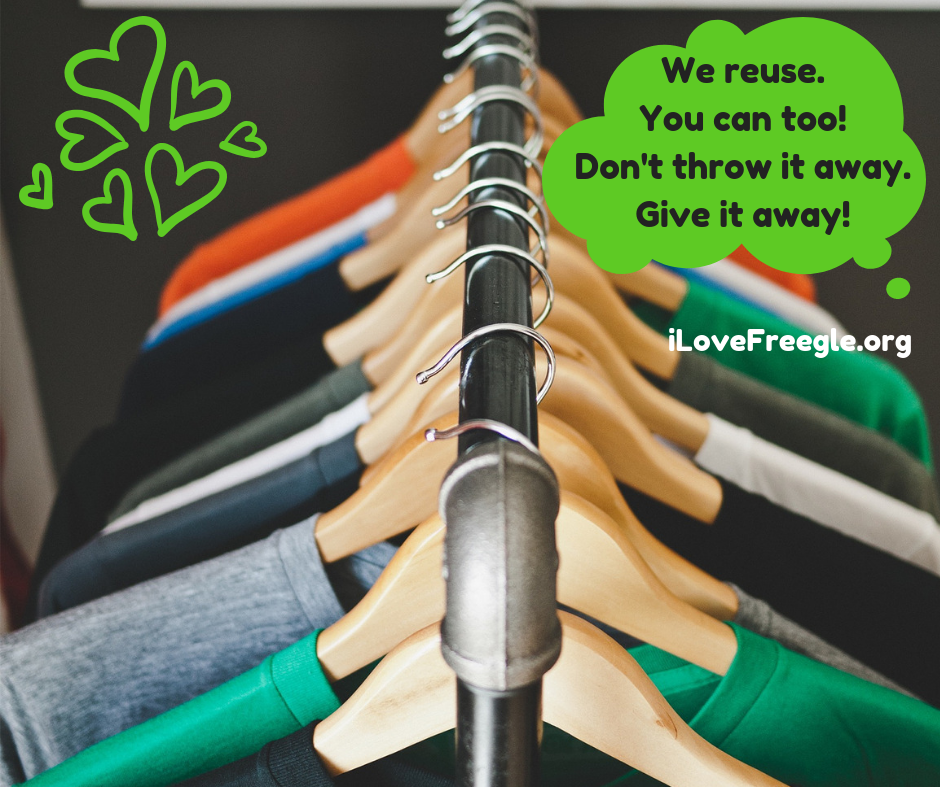 We reuse.
You can too!
Don't throw it away.
Give it away!
iLoveFreegle.org